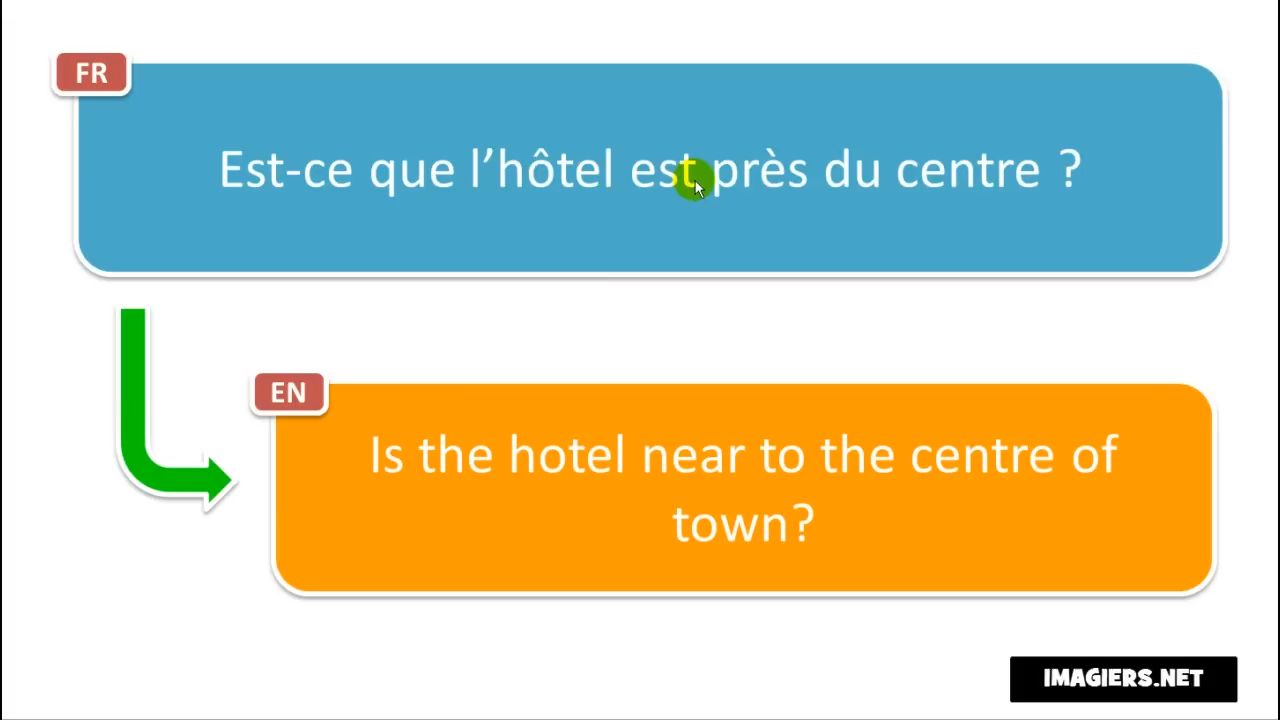 FR
Est-ce que l’hôtel est près du centre ?
EN
Is the hotel near to the centre of
town?
IMAGIERS.NET